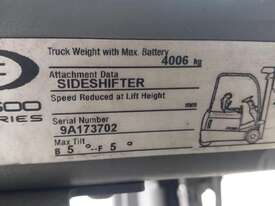 Truck Weight with Max. Battery
4006 kg
Attachment Data
SIDESHIFTER
Speed Reduced at Lift Height
mm
Serial Number
9A173702
Max Tilt
B 5 ° - F 5 °
500
RIES